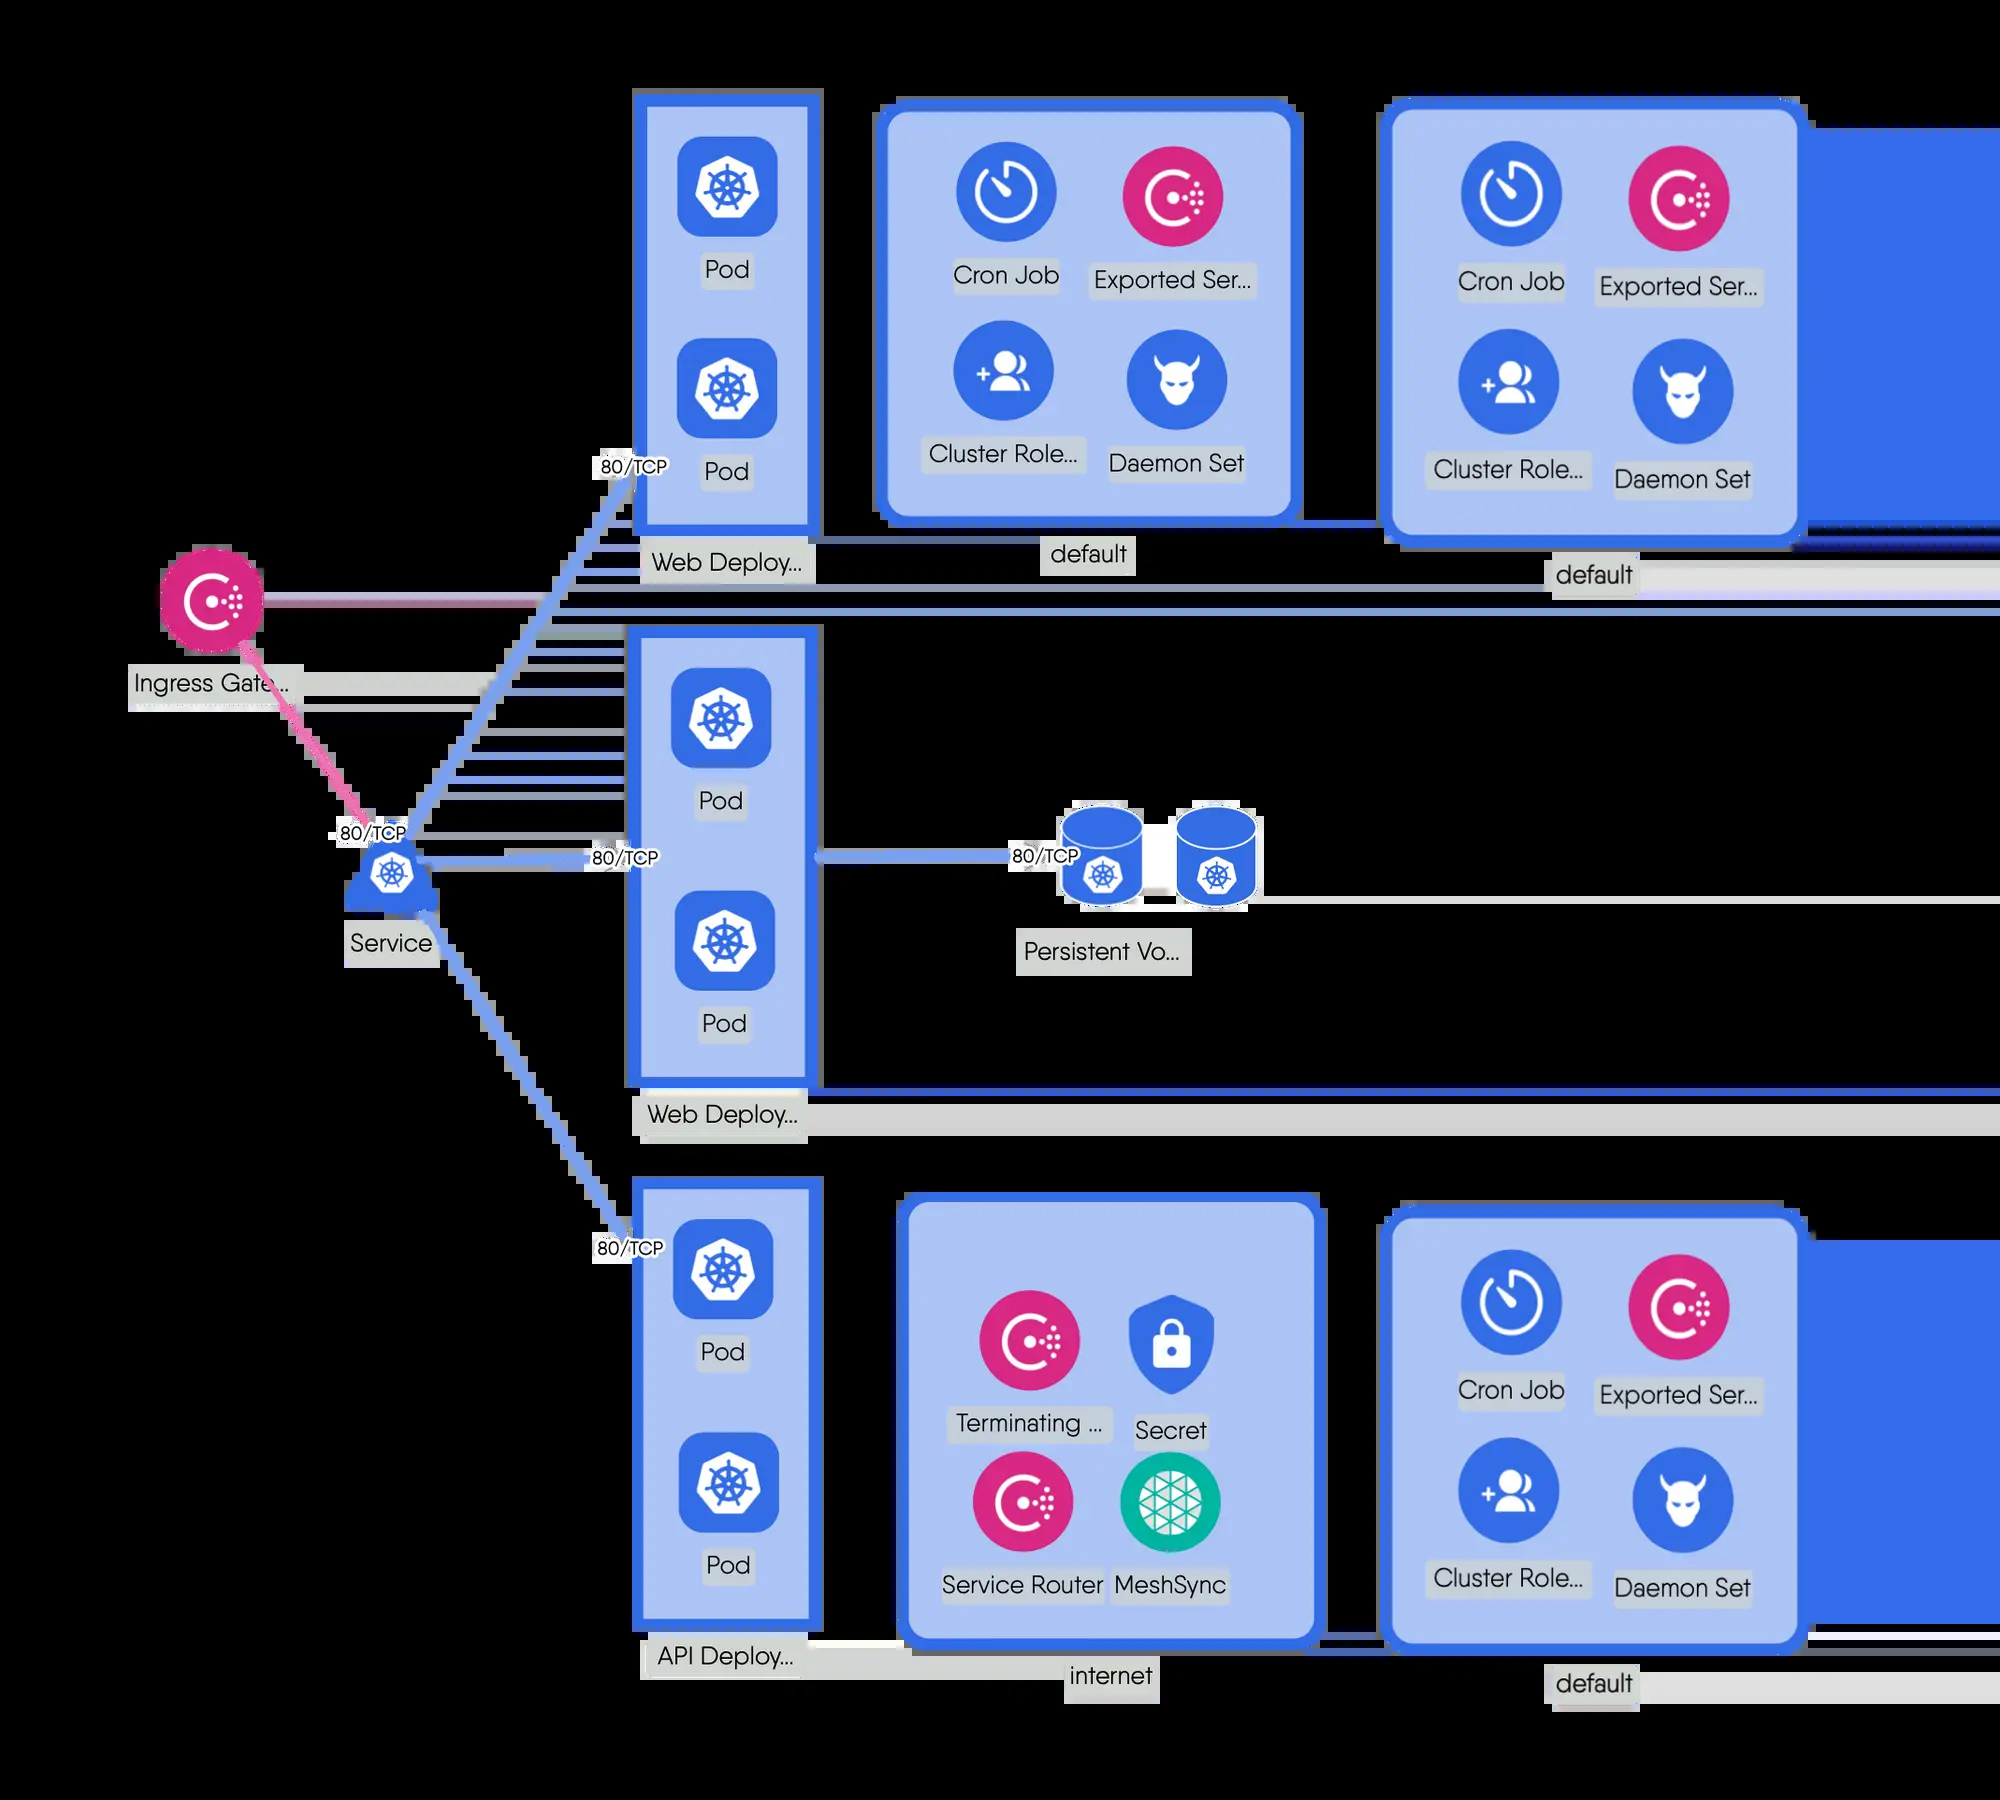 Pod
Pod
80/TCP
Web Deploy...
Cron Job
Exported Ser...
Cluster Role...
Daemon Set
default
Cron Job
Exported Ser...
Cluster Role...
Daemon Set
default
Ingress Gate...
80/TCP
Service
80/TCP
Pod
Pod
Web Deploy...
80/TCP
Persistent Vo...
80/TCP
Pod
Pod
API Deploy...
Terminating ...
Secret
Service Router
MeshSync
internet
Cron Job
Exported Ser...
Cluster Role...
Daemon Set
default